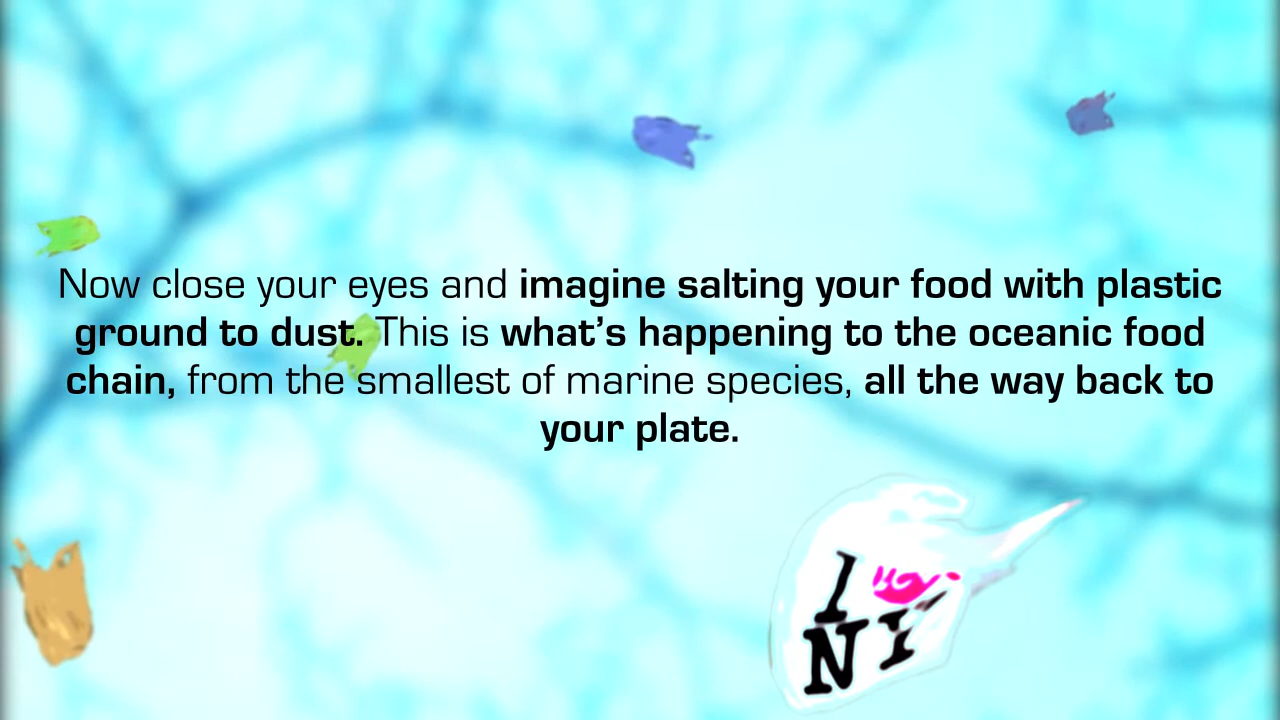 Now close your eyes and imagine salting your food with plastic
ground to dust. This is what’s happening to the oceanic food
chain, from the smallest of marine species, all the way back to
your plate.
I
NY